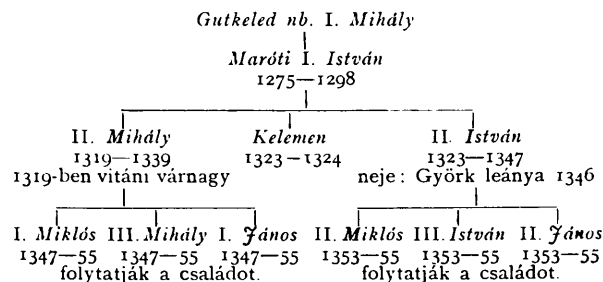 Gutkeled nb. I. Mihály
Maróti I. István
1275—1298
II. Mihály Kelemen II. István
1319—1339 1323—1324 1323—1347
1319-ben vitáni várnagy neje: Györk leánya 1346
I. Miklós III. Mihály I. János II. Miklós III. István II. János
1347—55 1347—55 1347—55 1353—55 1353—55 1353—55
folytatják a családot. folytatják a családot.